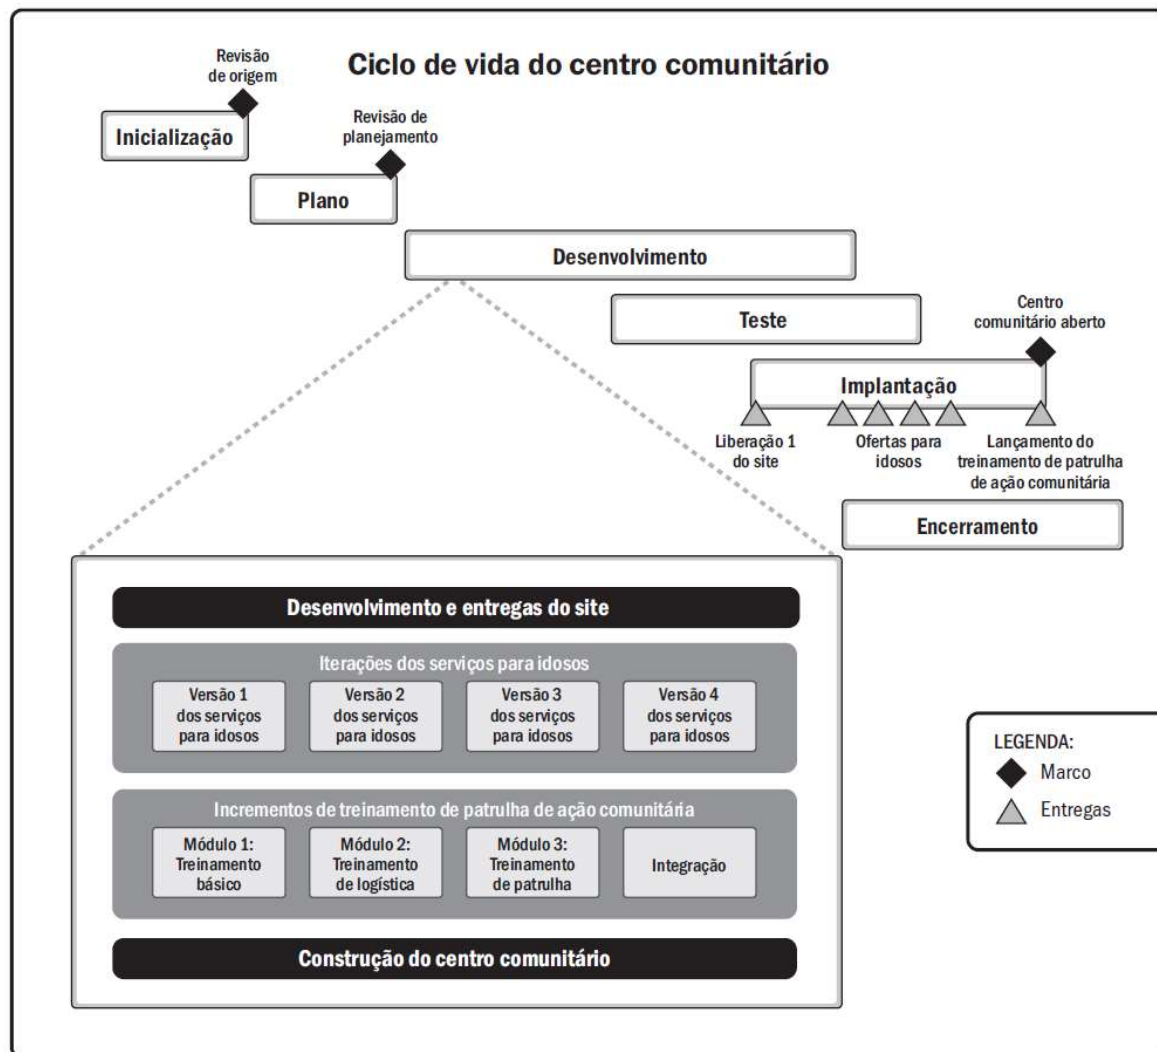 Ciclo de vida do centro comunitário
Revisão
de origem
Inicialização
Revisão de
planejamento
Plano
Desenvolvimento
Teste
Centro
comunitário aberto
Implantação
Liberação 1
do site
Ofertas para
idosos
Lançamento do
treinamento de patrulha
de ação comunitária
Encerramento
Desenvolvimento e entregas do site
Iterações dos serviços para idosos
Versão 1
dos serviços
para idosos
Versão 2
dos serviços
para idosos
Versão 3
dos serviços
para idosos
Versão 4
dos serviços
para idosos
Incrementos de treinamento de patrulha de ação comunitária
Módulo 1:
Treinamento
básico
Módulo 2:
Treinamento
de logística
Módulo 3:
Treinamento
de patrulha
Integração
Construção do centro comunitário
LEGENDA:
Marco
Entregas